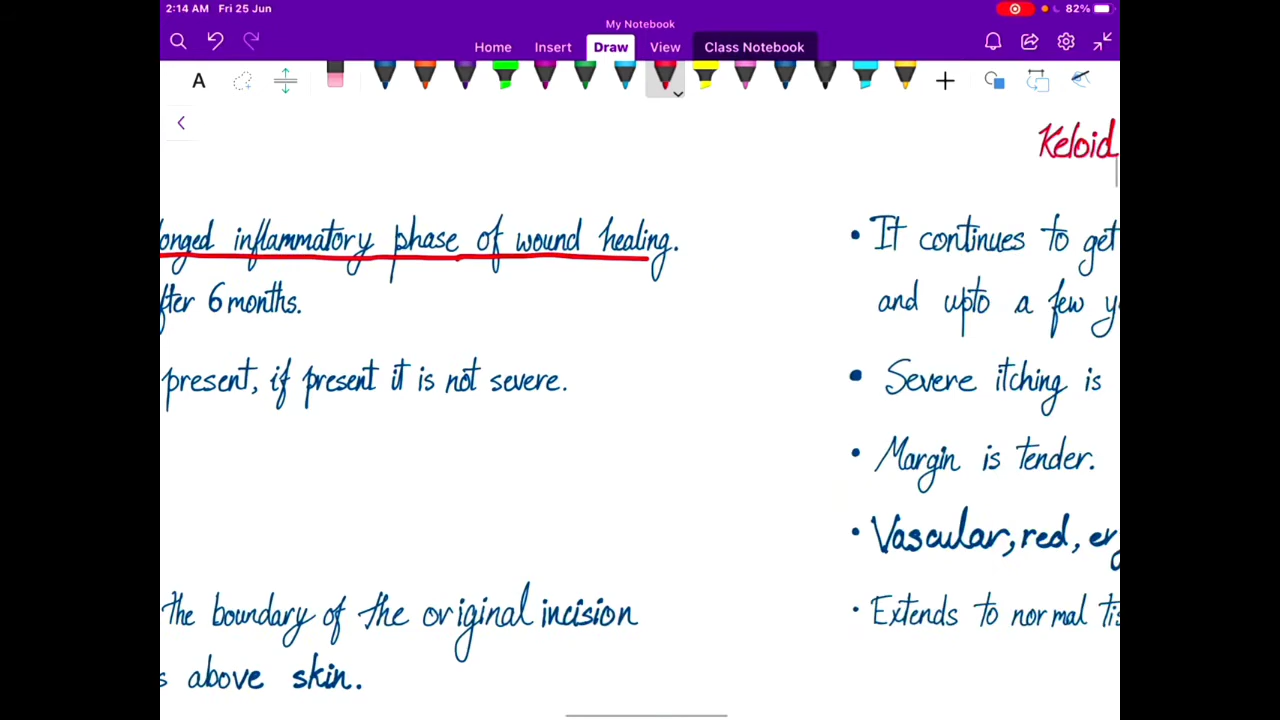 2:14 AM Fri 25 Jun
82%
My Notebook
Home Insert Draw View Class Notebook
A
Keloid
onged inflammatory phase of wound healing.
fter 6 months.
present, if present it is not severe.
the boundary of the original incision
s above skin.
• It continues to get
and upto a few y
• Severe itching is
• Margin is tender.
• Vascular, red, ery
• Extends to normal tis